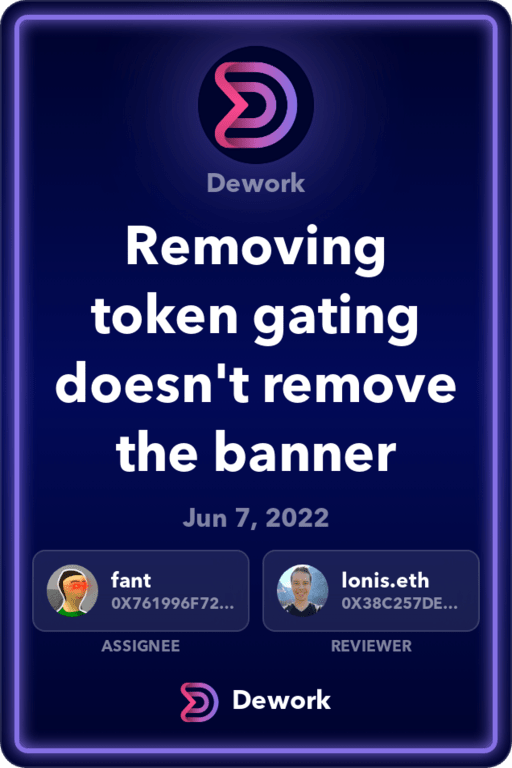 Dework
Removing
token gating
doesn't remove
the banner
Jun 7, 2022
fant
0X761996F72...
lonis.eth
0X38C257DE...
ASSIGNEE
REVIEWER
Dework